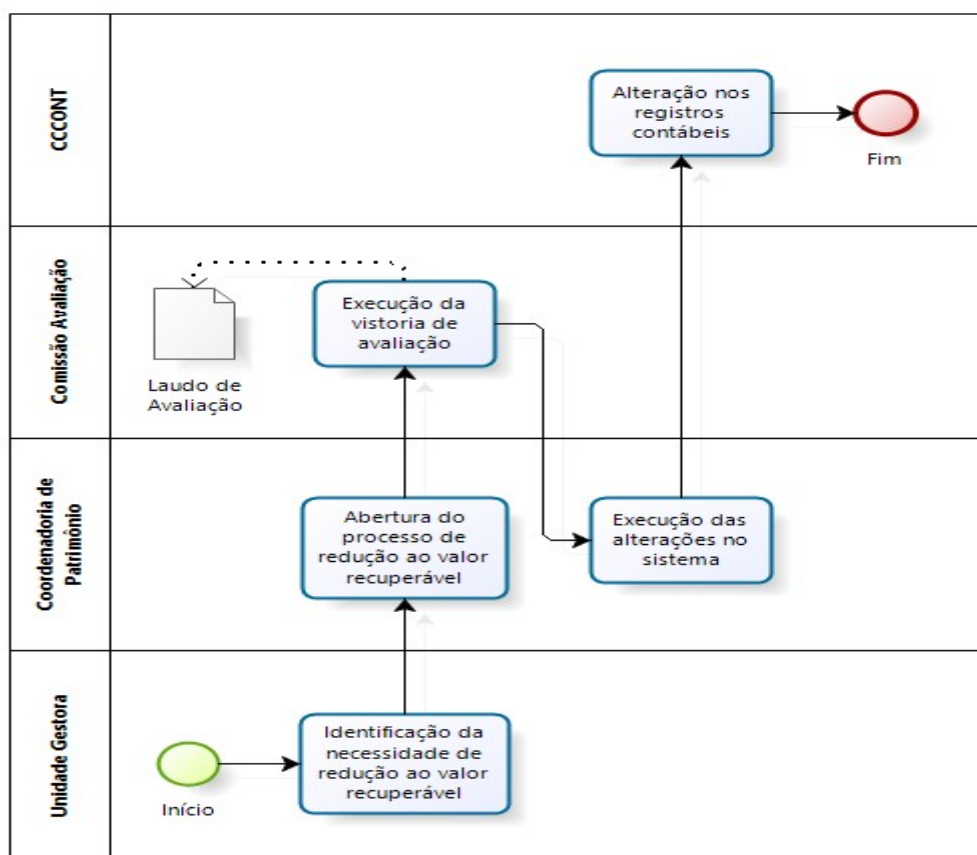 CCCONT
Alteração nos
registros
contábeis
Fim
Comissão Avaliação
Execução da
vistoria de
avaliação
Laudo de
Avaliação
Coordenadoria de
Patrimônio
Abertura do
processo de
redução ao valor
recuperável
Execução das
alterações no
sistema
Unidade Gestora
Início
Identificação da
necessidade de
redução ao valor
recuperável